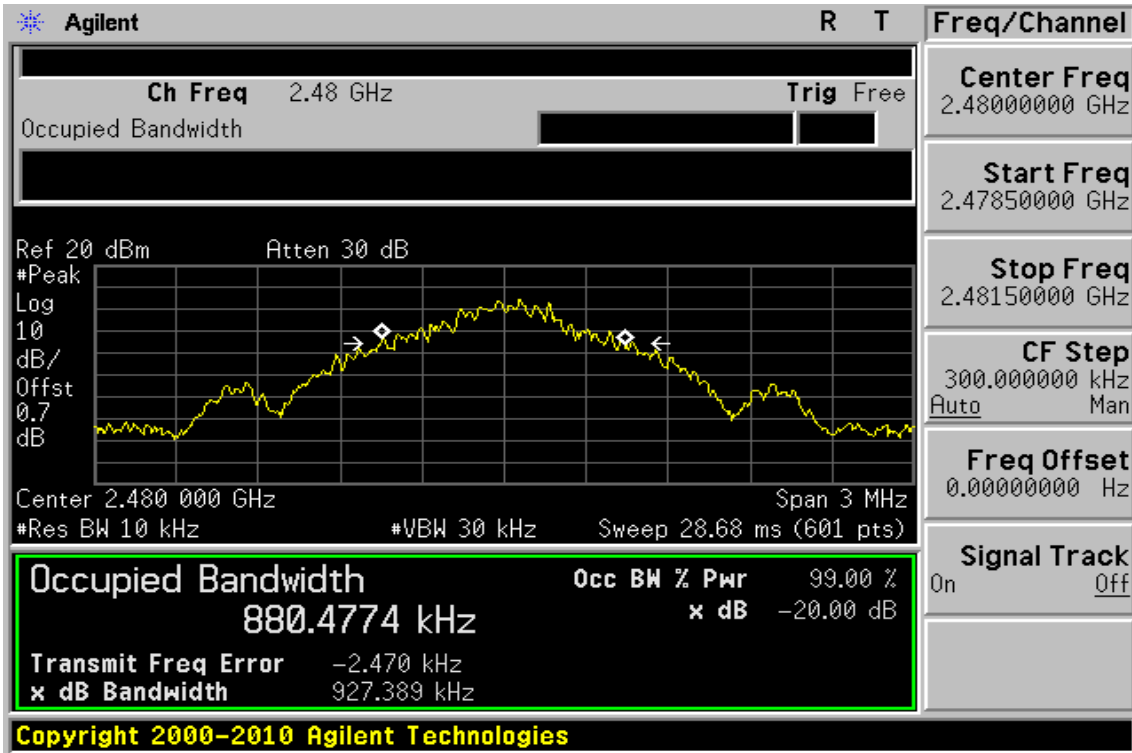 Agilent R T
Ch Freq 2.48 GHz Trig Free
Occupied Bandwidth
Ref 20 dBm Atten 30 dB
#Peak
Log
10
dB/
Offst
0.7
dB
Center 2.480 000 GHz Span 3 MHz
#Res BW 10 kHz #VBW 30 kHz Sweep 28.68 ms (601 pts)
Occupied Bandwidth
880.4774 kHz
Occ BW % Pwr 99.00 %
x dB -20.00 dB
Transmit Freq Error -2.470 kHz
x dB Bandwidth 927.389 kHz
Copyright 2000-2010 Agilent Technologies
Freq/Channel
Center Freq
2.48000000 GHz
Start Freq
2.47850000 GHz
Stop Freq
2.48150000 GHz
CF Step
300.000000 kHz
Auto Man
Freq Offset
0.00000000 Hz
Signal Track
On Off